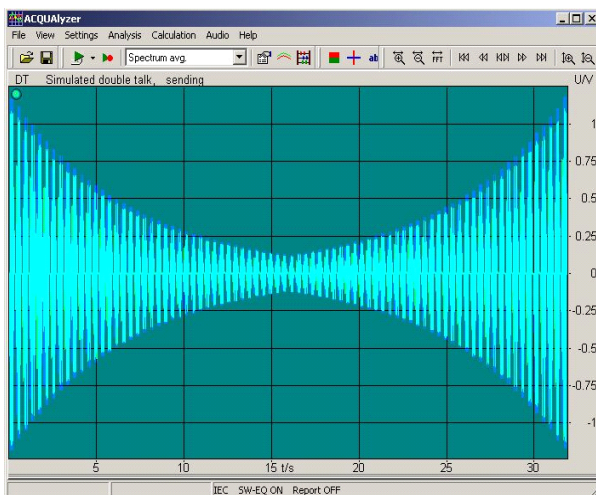 ACQUAlyzer
File View Settings Analysis Calculation Audio Help
Spectrum avg.
ab
FFT
DT Simulated double talk, sending U/V
1
0.75
0.5
0.25
0
-0.25
-0.5
-0.75
-1
5 10 15 t/s 20 25 30
IEC SW-EQ ON Report OFF